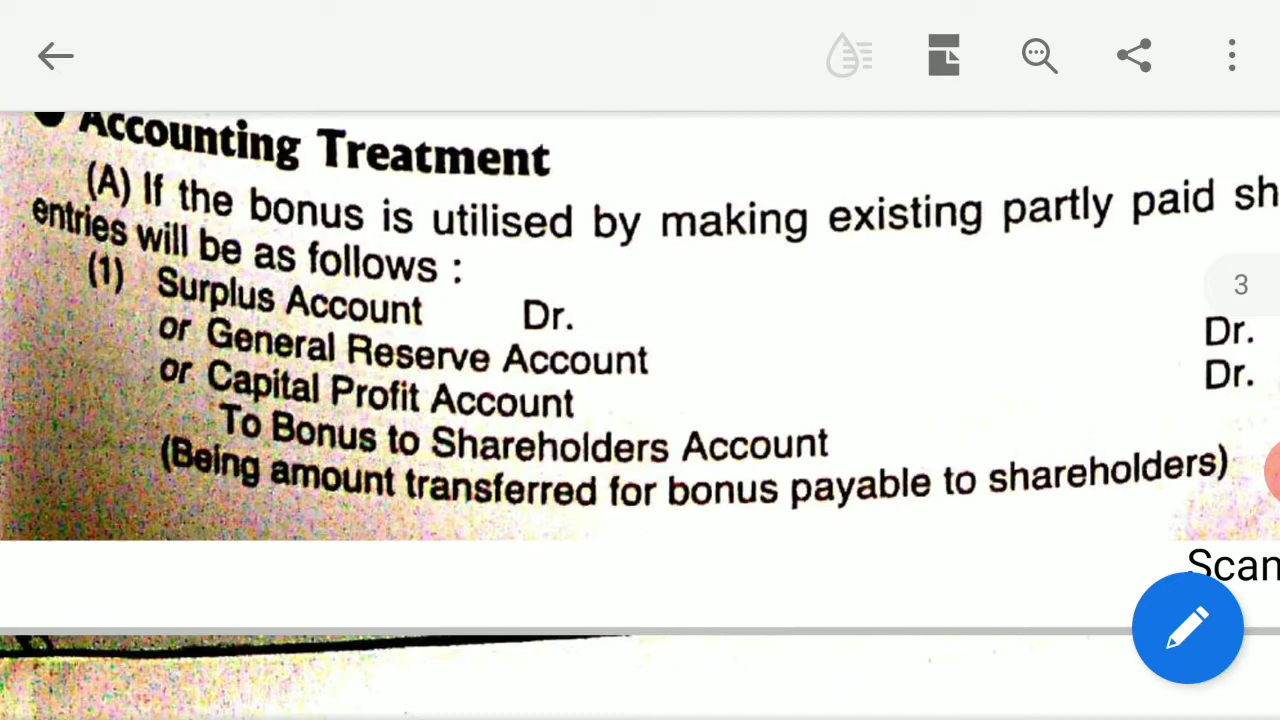 Accounting Treatment
(A) If the bonus is utilised by making existing partly paid sh
entries will be as follows :
(1) Surplus Account Dr.
or General Reserve Account Dr.
or Capital Profit Account Dr.
To Bonus to Shareholders Account
(Being amount transferred for bonus payable to shareholders)
3
Scan